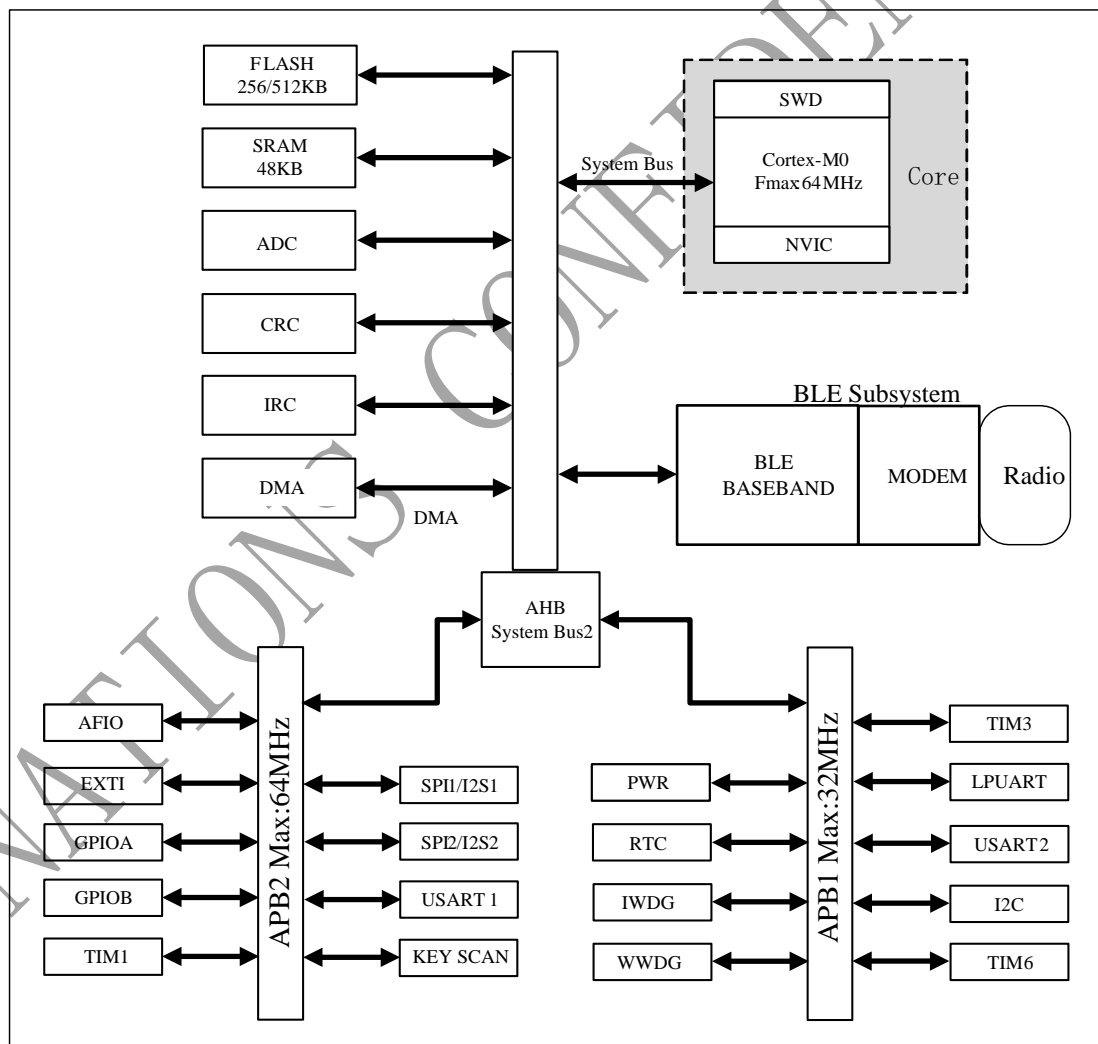 FLASH
256/512KB
SRAM
48KB
ADC
CRC
IRC
DMA
DMA
System Bus
SWD
Cortex-M0
Fmax64MHz
NVIC
Core
BLE Subsystem
BLE
BASEBAND
MODEM
Radio
AHB
System Bus2
APB2 Max:64MHz
AFIO
EXTI
GPIOA
GPIOB
TIM1
SPI1/I2S1
SPI2/I2S2
USART 1
KEY SCAN
APB1 Max:32MHz
PWR
RTC
IWDG
WWDG
TIM3
LPUART
USART2
I2C
TIM6
NATIONS